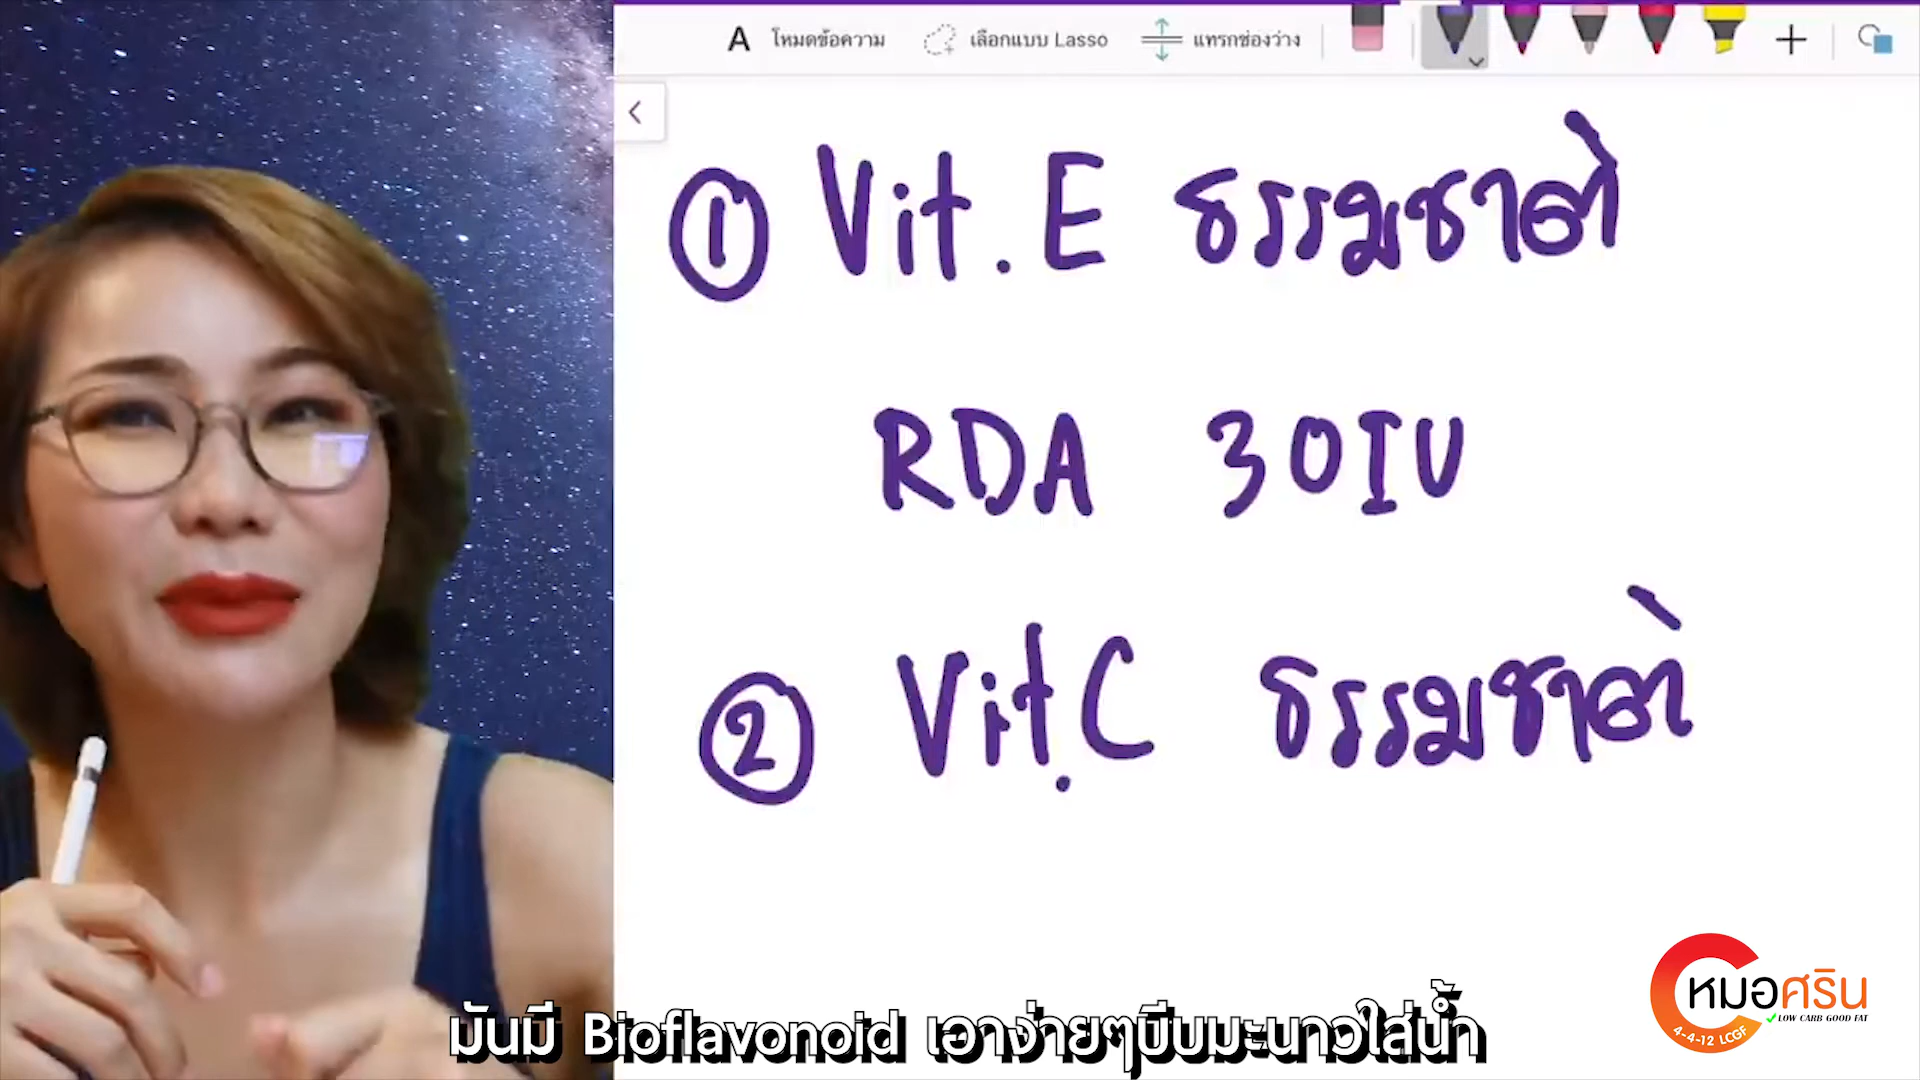 A โหมดข้อความ เลือกแบบ Lasso แทรกช่องว่าง
① Vit. E ธรรมชาติ
RDA 30IU
② Vit. C ธรรมชาติ
หมอศริน
LOW CARB GOOD FAT
4-4-12 LCGF
มันมี Bioflavonoid เอาง่ายๆบีบมะนาวใส่น้ำ